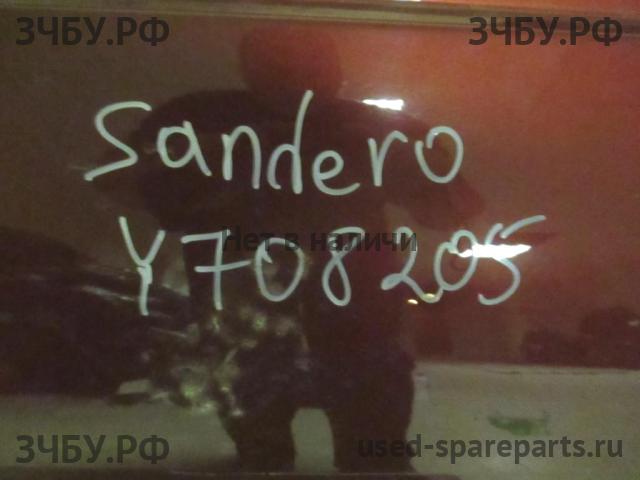 ЗЧБУ.РФ ЗЧБУ.РФ
Sandero
Y708205
Нет в наличи
ЗЧБУ.РФ used-spareparts.ru